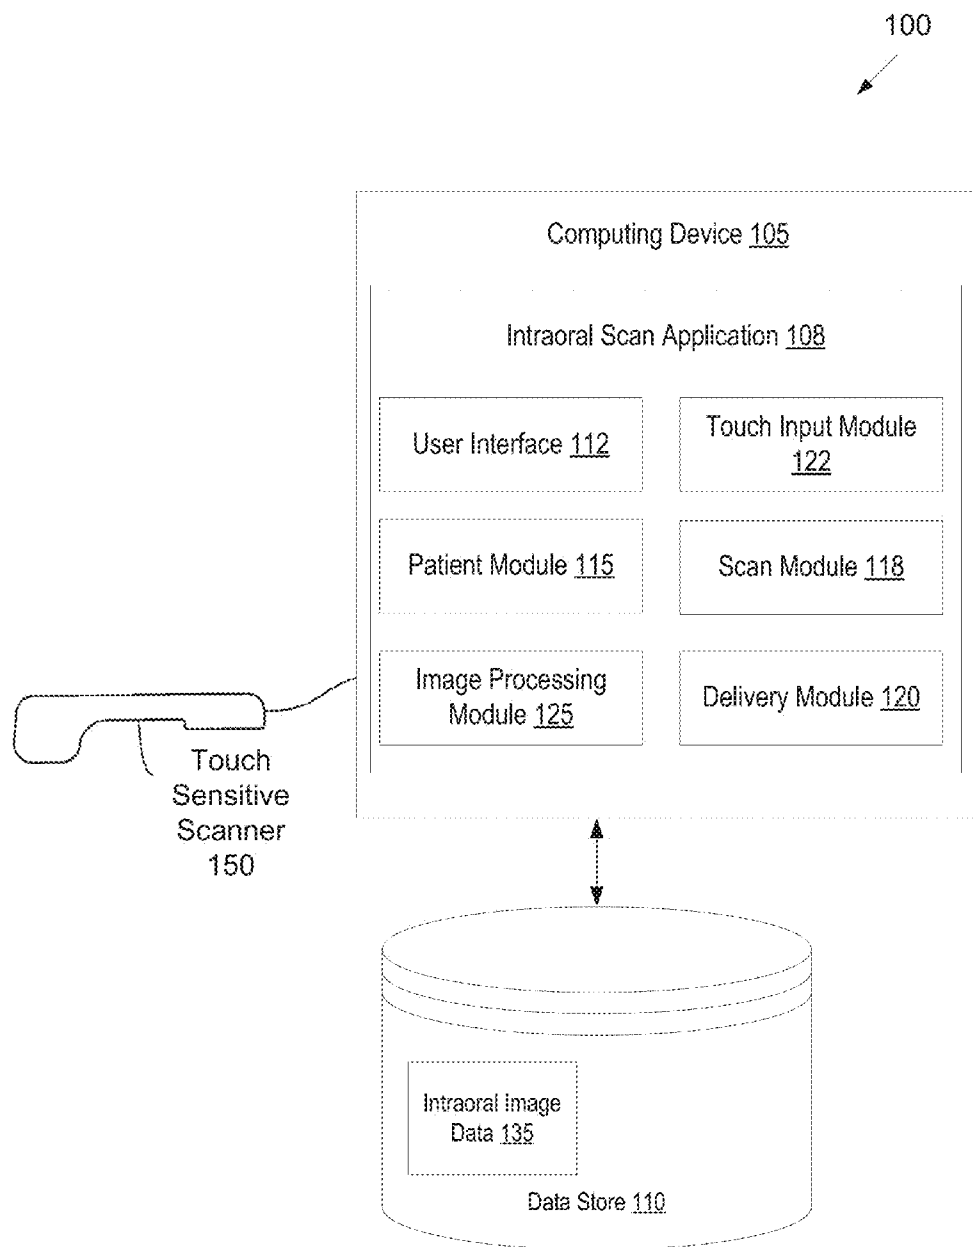 100
Computing Device 105
Intraoral Scan Application 108
User Interface 112
Touch Input Module
122
Patient Module 115
Scan Module 118
Image Processing
Module 125
Delivery Module 120
Touch
Sensitive
Scanner
150
Intraoral Image
Data 135
Data Store 110